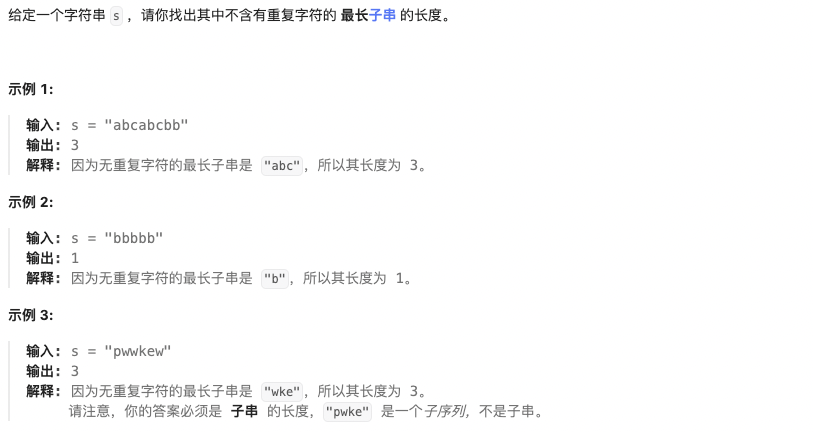 给定一个字符串 s ，请你找出其中不含有重复字符的 最长子串 的长度。
示例 1:
输入: s = "abcabcbb"
输出: 3
解释: 因为无重复字符的最长子串是 "abc"，所以其长度为 3。
示例 2:
输入: s = "bbbbb"
输出: 1
解释: 因为无重复字符的最长子串是 "b"，所以其长度为 1。
示例 3:
输入: s = "pwwkew"
输出: 3
解释: 因为无重复字符的最长子串是 "wke"，所以其长度为 3。
请注意，你的答案必须是 子串 的长度，"pwke" 是一个子序列，不是子串。